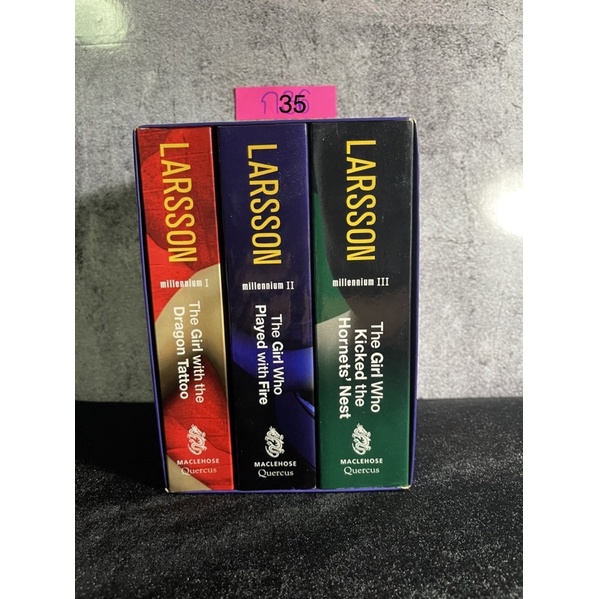 35
LARSSON
millennium I
The Girl with the
Dragon Tattoo
MACLEHOSE
Quercus
LARSSON
millennium II
The Girl Who
Played with Fire
MACLEHOSE
Quercus
LARSSON
millennium III
The Girl Who
Kicked the
Hornets' Nest
MACLEHOSE
Quercus